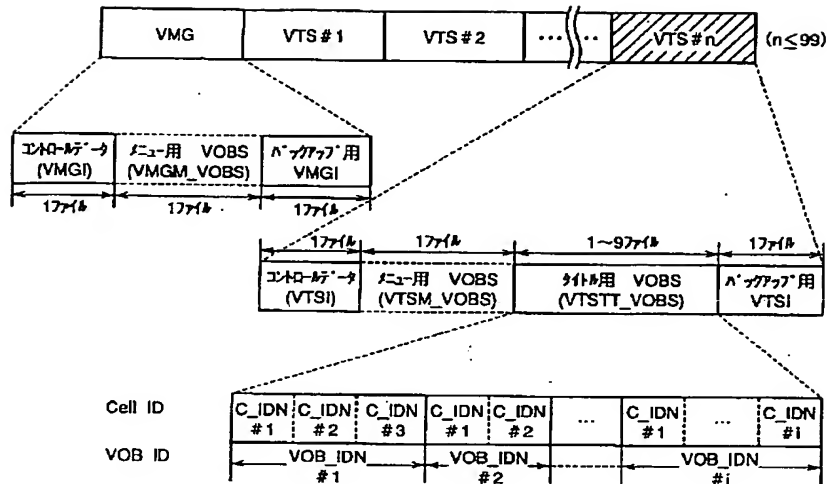 VMG VTS#1 VTS#2 ‥‥ ‥ VTS#n (n≦99)
コントロールデータ メニュー用 VOBS バックアップ用
(VMGI) (VMGM_VOBS) VMGI
1ファイル 1ファイル 1ファイル
1ファイル 1ファイル 1~9ファイル 1ファイル
コントロールデータ メニュー用 VOBS タイトル用 VOBS バックアップ用
(VTSI) (VTSM_VOBS) (VTSTT_VOBS) VTSI
Cell ID C_IDN C_IDN C_IDN C_IDN C_IDN … C_IDN … C_IDN
#1 #2 #3 #1 #2 #1 #i
VOB ID VOB_IDN VOB_IDN VOB_IDN
#1 #2 #i